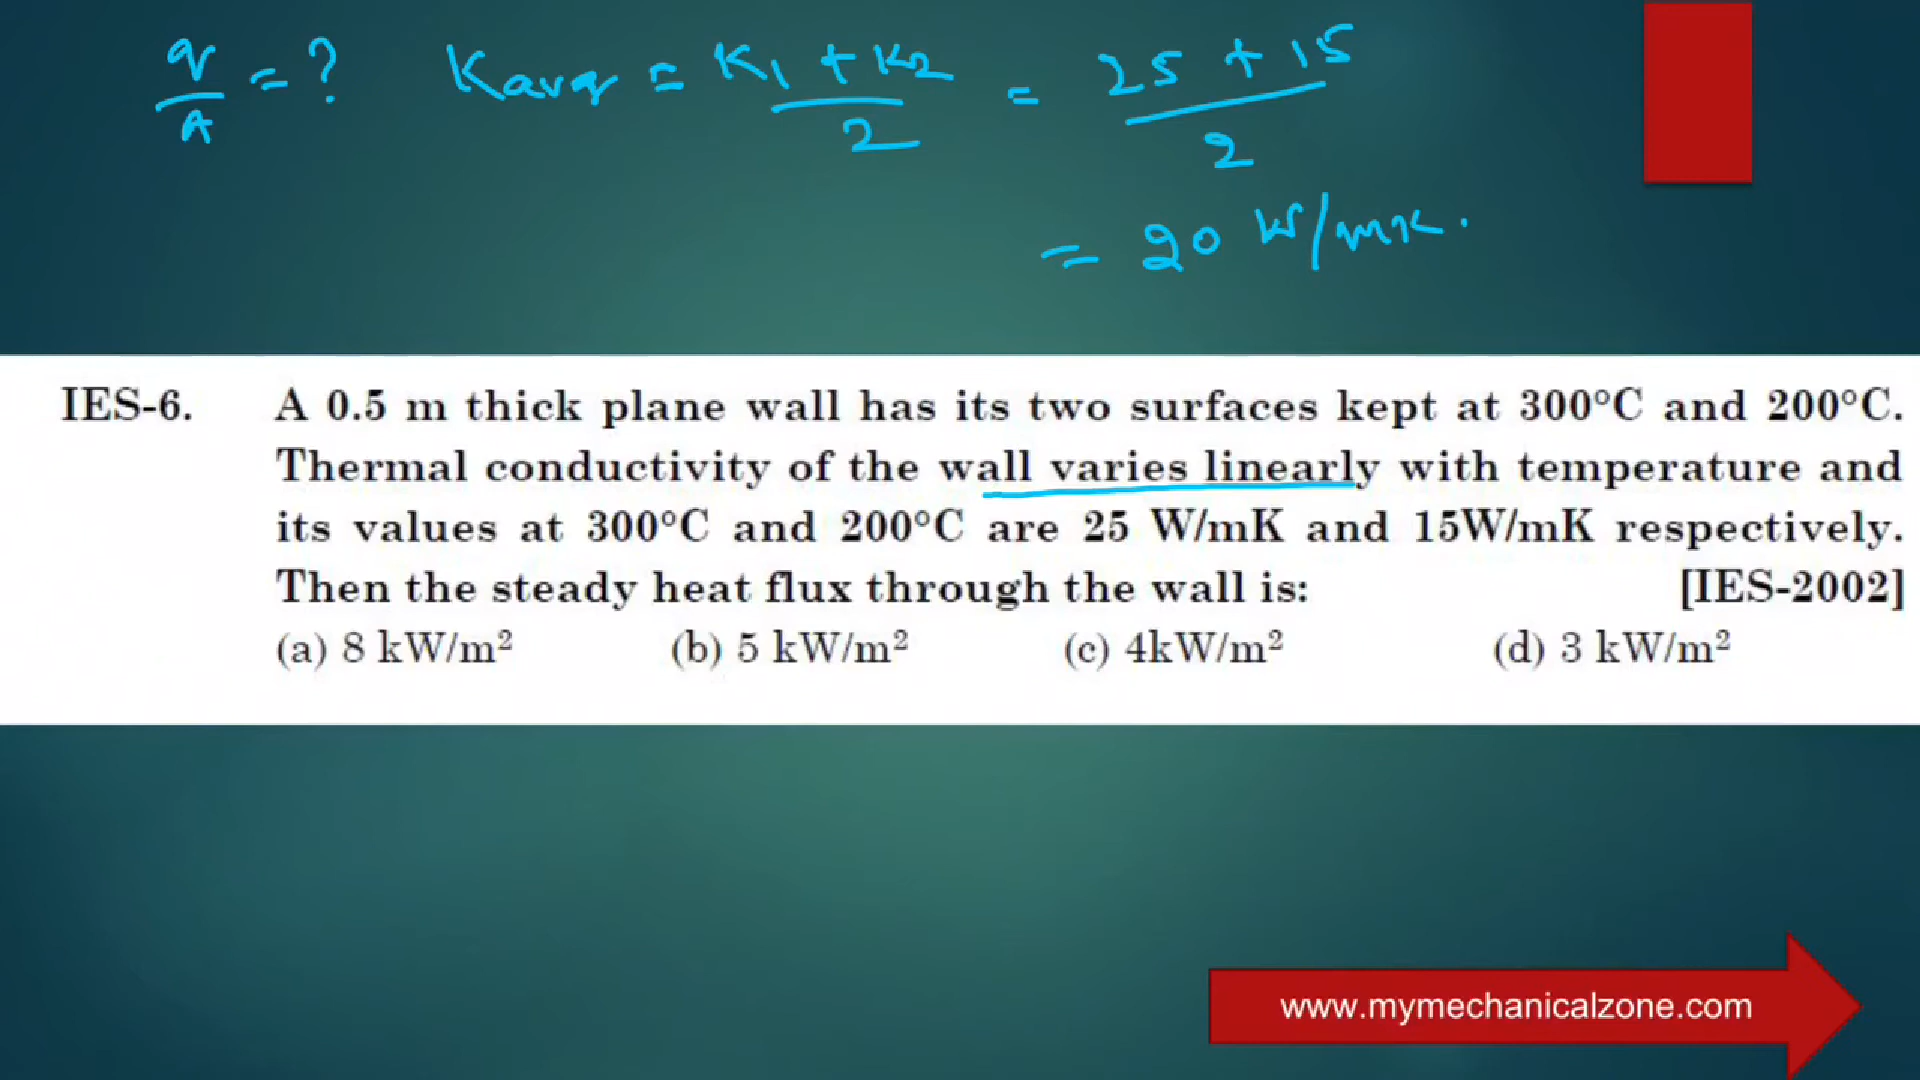 q/A = ? Kavg = K1 + K2 / 2 = 25 + 15 / 2
= 20 W/mK.
IES-6. A 0.5 m thick plane wall has its two surfaces kept at 300°C and 200°C.
Thermal conductivity of the wall varies linearly with temperature and
its values at 300°C and 200°C are 25 W/mK and 15W/mK respectively.
Then the steady heat flux through the wall is: [IES-2002]
(a) 8 kW/m² (b) 5 kW/m² (c) 4kW/m² (d) 3 kW/m²
www.mymechanicalzone.com